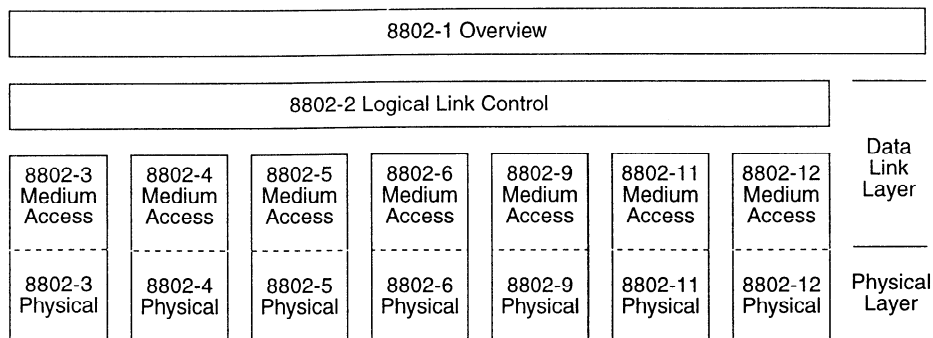 8802-1 Overview
8802-2 Logical Link Control
Data
Link
Layer
8802-3
Medium
Access
8802-4
Medium
Access
8802-5
Medium
Access
8802-6
Medium
Access
8802-9
Medium
Access
8802-11
Medium
Access
8802-12
Medium
Access
8802-3
Physical
8802-4
Physical
8802-5
Physical
8802-6
Physical
8802-9
Physical
8802-11
Physical
8802-12
Physical
Physical
Layer